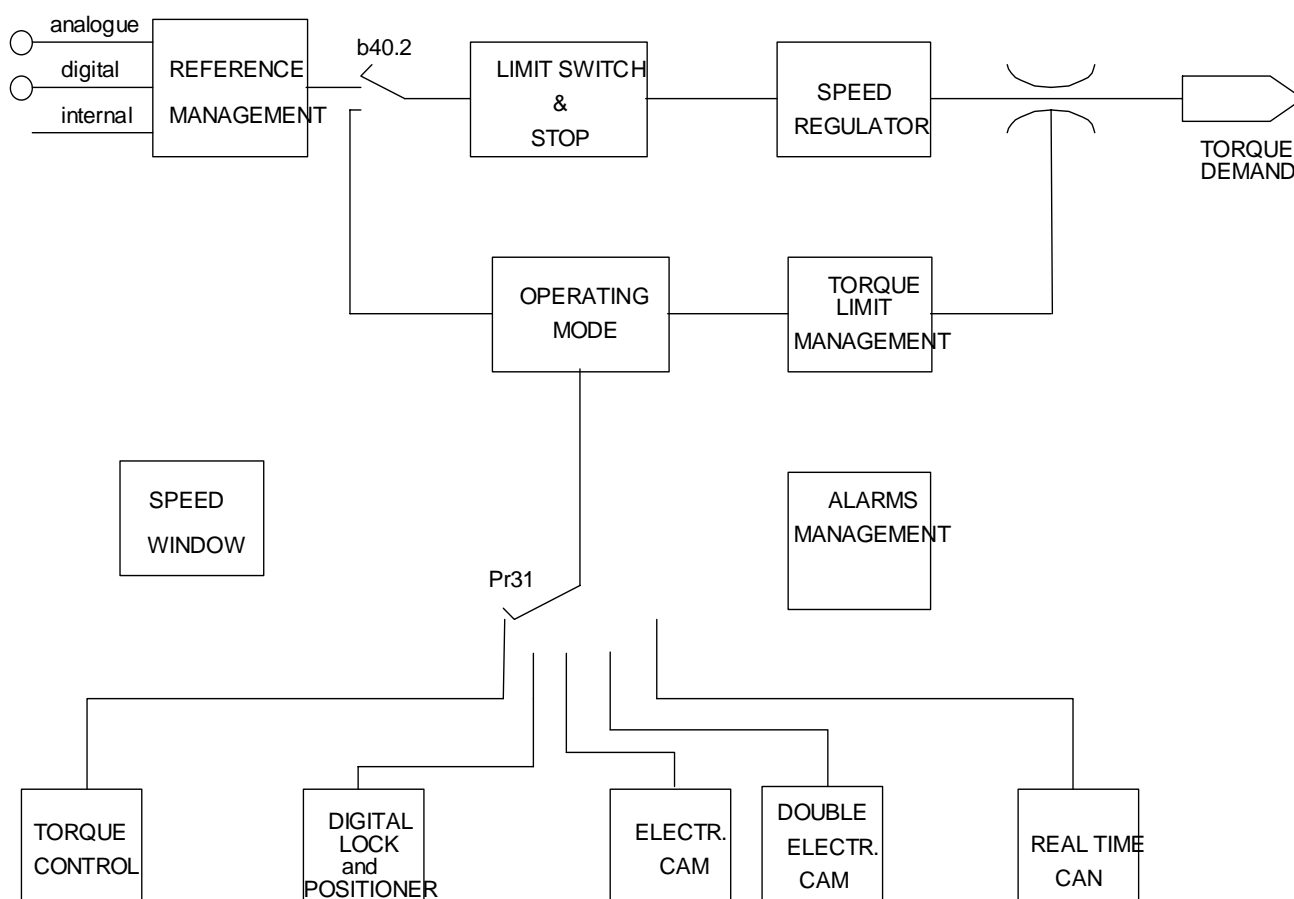 analogue
digital
internal
REFERENCE
MANAGEMENT
b40.2
LIMIT SWITCH
&
STOP
SPEED
REGULATOR
TORQUE
DEMAND
OPERATING
MODE
TORQUE
LIMIT
MANAGEMENT
SPEED
WINDOW
ALARMS
MANAGEMENT
Pr31
TORQUE
CONTROL
DIGITAL
LOCK
and
POSITIONER
ELECTR.
CAM
DOUBLE
ELECTR.
CAM
REAL TIME
CAN